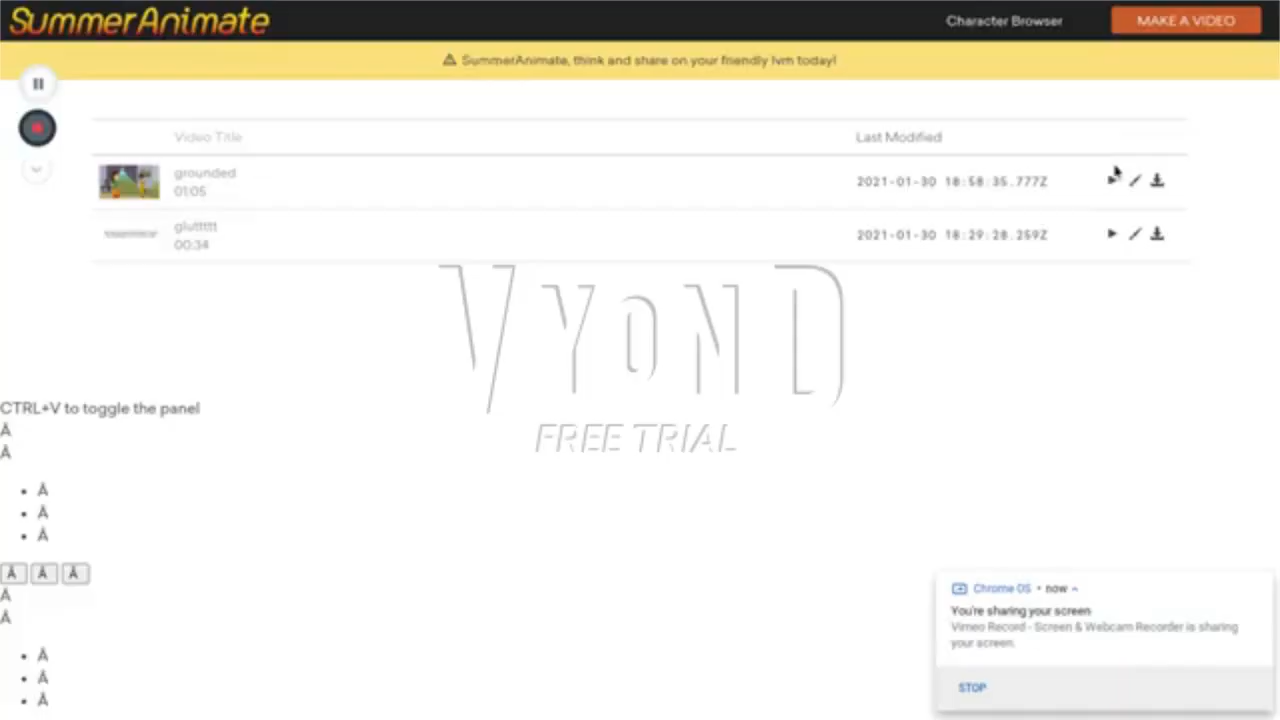 SummerAnimate
Character Browser
MAKE A VIDEO
⚠ SummerAnimate, think and share on your friendly lvm today!
Video Title
Last Modified
grounded
01:05
2021-01-30 18:58:35.777Z
gluttttt
00:34
2021-01-30 18:29:28.259Z
VYOND
FREE TRIAL
CTRL+V to toggle the panel
Â
Â
• Â
• Â
• Â
Â Â Â
Â
Â
• Â
• Â
• Â
Chrome OS • now
You're sharing your screen
Vimeo Record - Screen & Webcam Recorder is sharing
your screen.
STOP